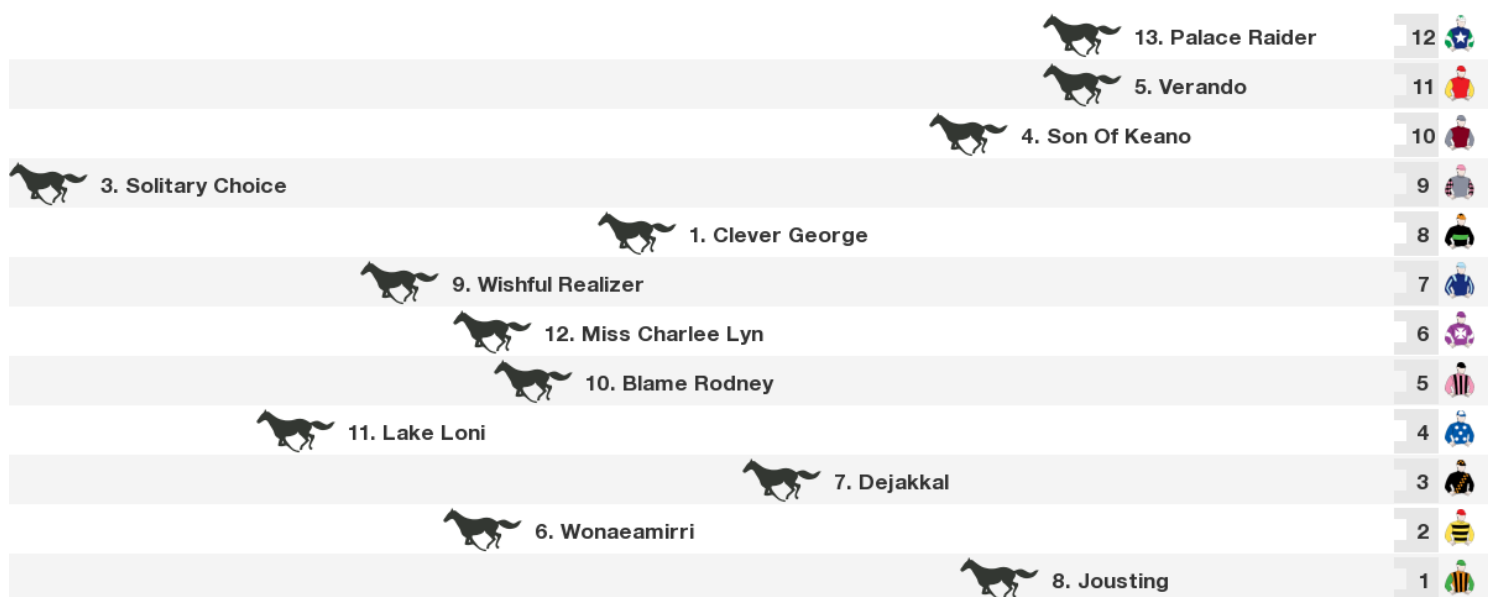 13. Palace Raider 12
5. Verando 11
4. Son Of Keano 10
3. Solitary Choice 9
1. Clever George 8
9. Wishful Realizer 7
12. Miss Charlee Lyn 6
10. Blame Rodney 5
11. Lake Loni 4
7. Dejakkal 3
6. Wonaeamirri 2
8. Jousting 1